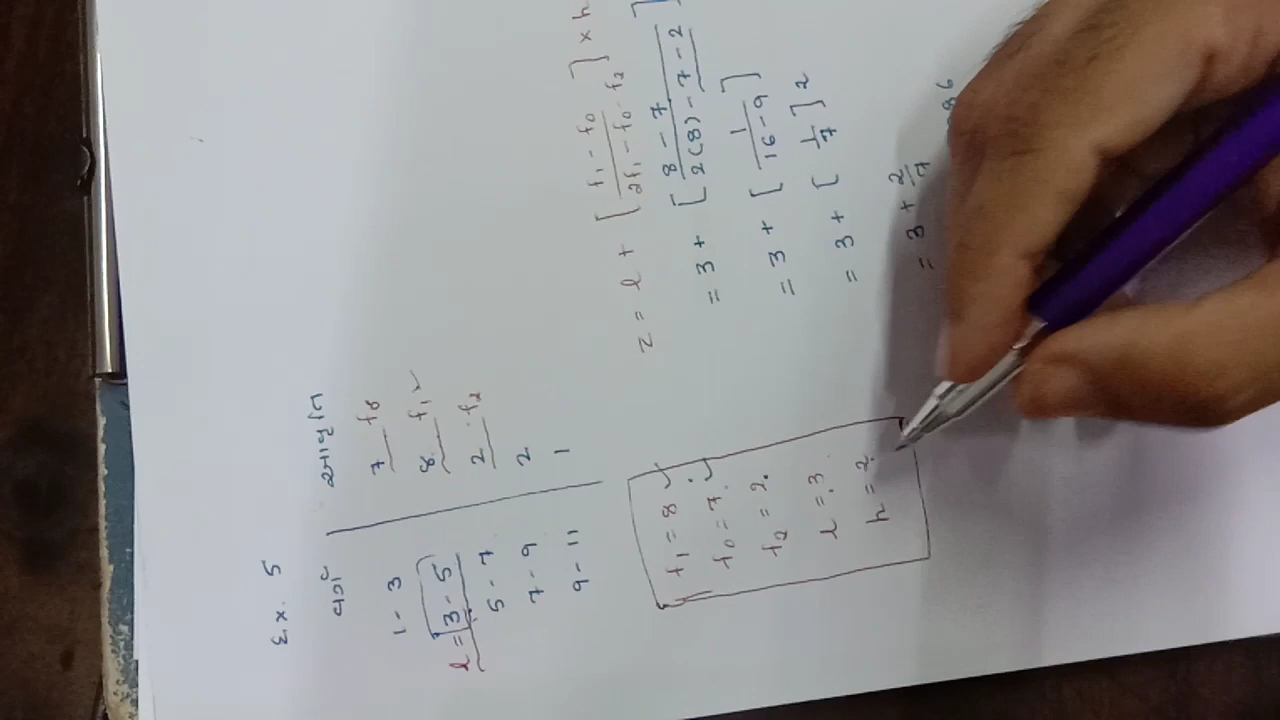 Ex. 5
વર્ગ આવૃત્તિ
1 - 3 7 f0
l = 3 - 5 8 f1 ✓
5 - 7 2 f2
7 - 9 2
9 - 11 1
f1 = 8
f0 = 7
f2 = 2
l = 3
h = 2
Z = l + [ f1 - f0 / 2f1 - f0 - f2 ] × h
= 3 + [ 8 - 7 / 2(8) - 7 - 2 ]
= 3 + [ 1 / 16 - 9 ]
= 3 + [ 1 / 7 ] 2
= 3 + 2/7